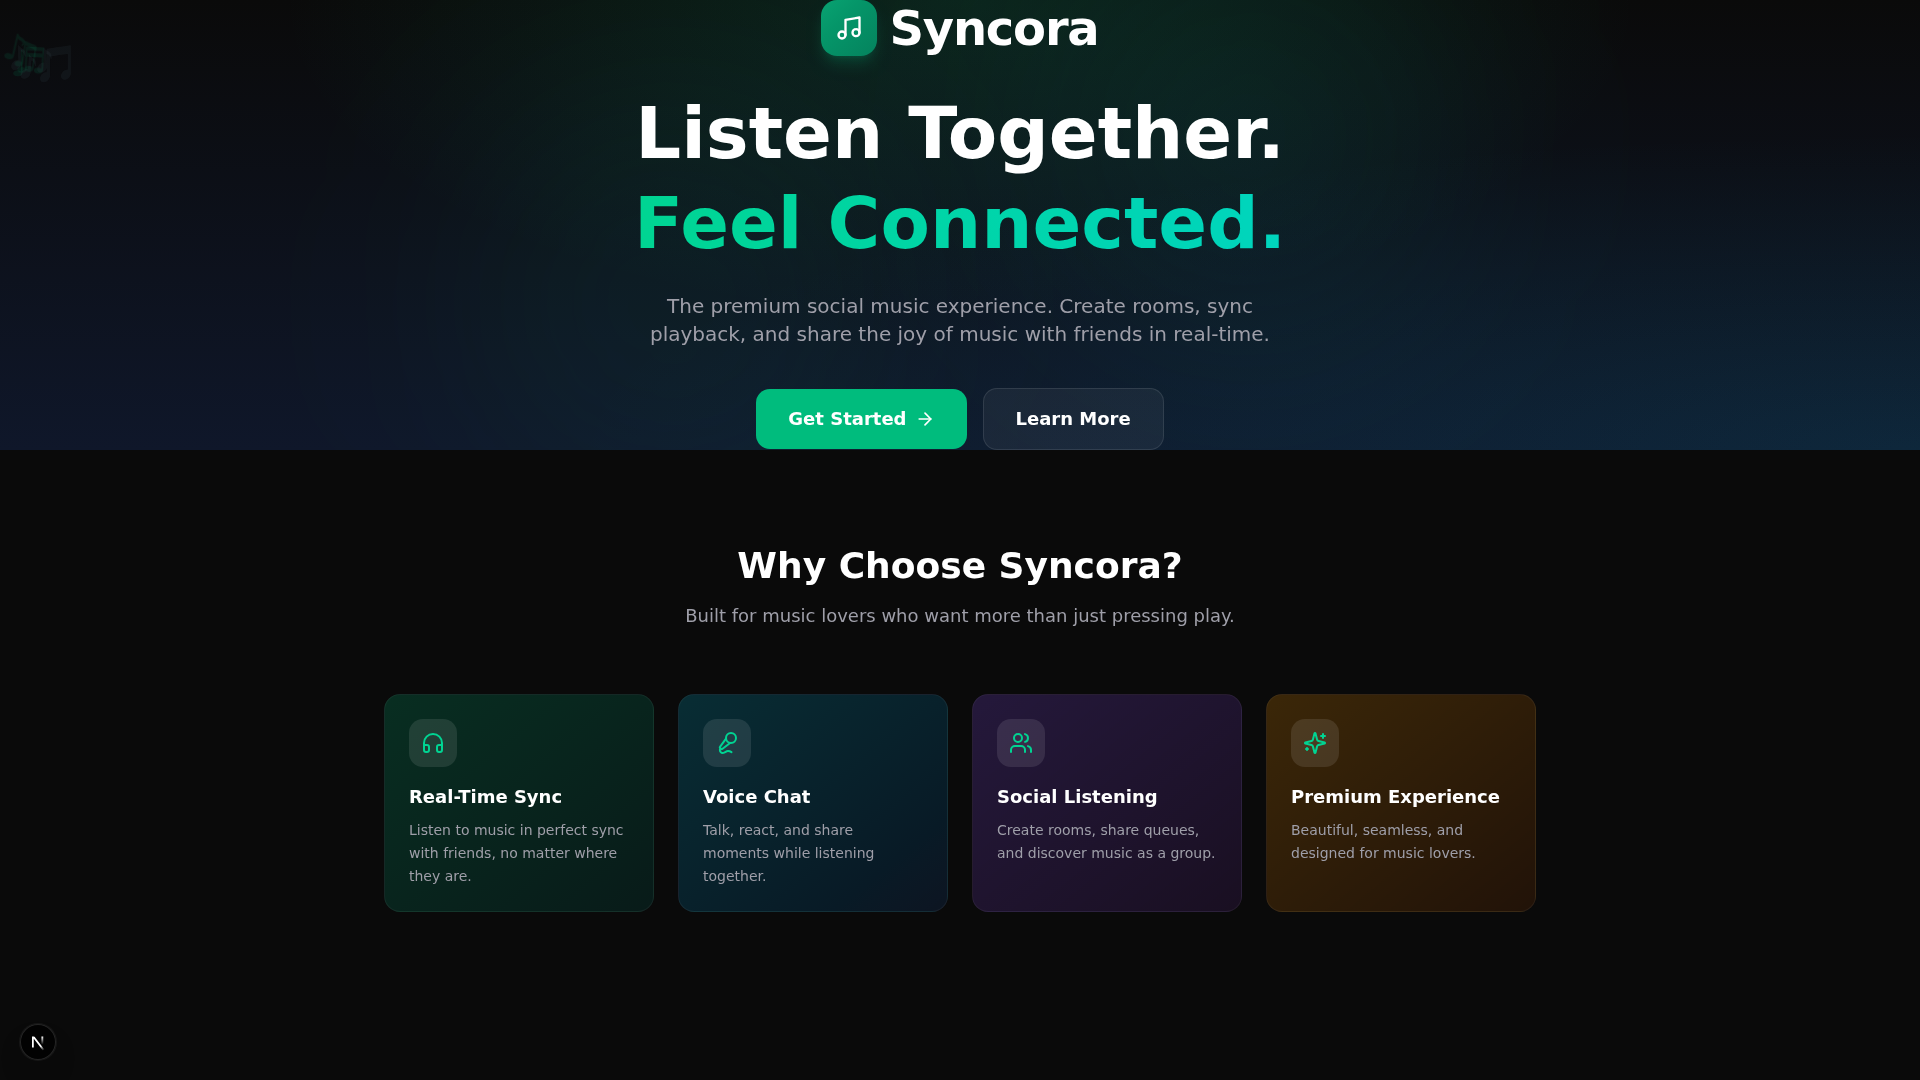 Syncora
Listen Together.
Feel Connected.
The premium social music experience. Create rooms, sync
playback, and share the joy of music with friends in real-time.
Get Started
Learn More
Why Choose Syncora?
Built for music lovers who want more than just pressing play.
Real-Time Sync
Listen to music in perfect sync
with friends, no matter where
they are.
Voice Chat
Talk, react, and share
moments while listening
together.
Social Listening
Create rooms, share queues,
and discover music as a group.
Premium Experience
Beautiful, seamless, and
designed for music lovers.
N